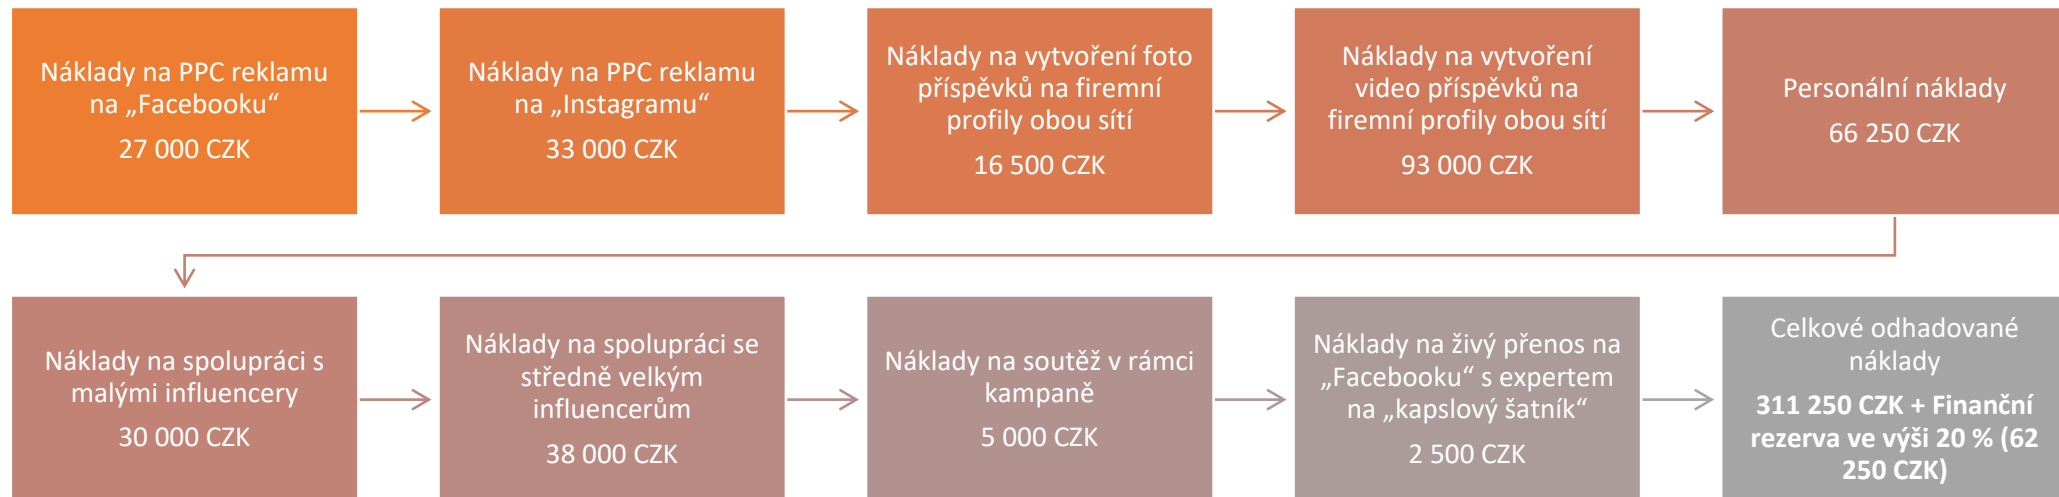 Náklady na PPC reklamu
na „Facebooku“
27 000 CZK
Náklady na PPC reklamu
na „Instagramu“
33 000 CZK
Náklady na vytvoření foto
příspěvků na firemní
profily obou sítí
16 500 CZK
Náklady na vytvoření
video příspěvků na
firemní profily obou sítí
93 000 CZK
Personální náklady
66 250 CZK
Náklady na spolupráci s
malými influencery
30 000 CZK
Náklady na spolupráci se
středně velkým
influencerům
38 000 CZK
Náklady na soutěž v rámci
kampaně
5 000 CZK
Náklady na živý přenos na
„Facebooku“ s expertem
na „kapslový šatník“
2 500 CZK
Celkové odhadované
náklady
311 250 CZK + Finanční
rezerva ve výši 20 % (62
250 CZK)